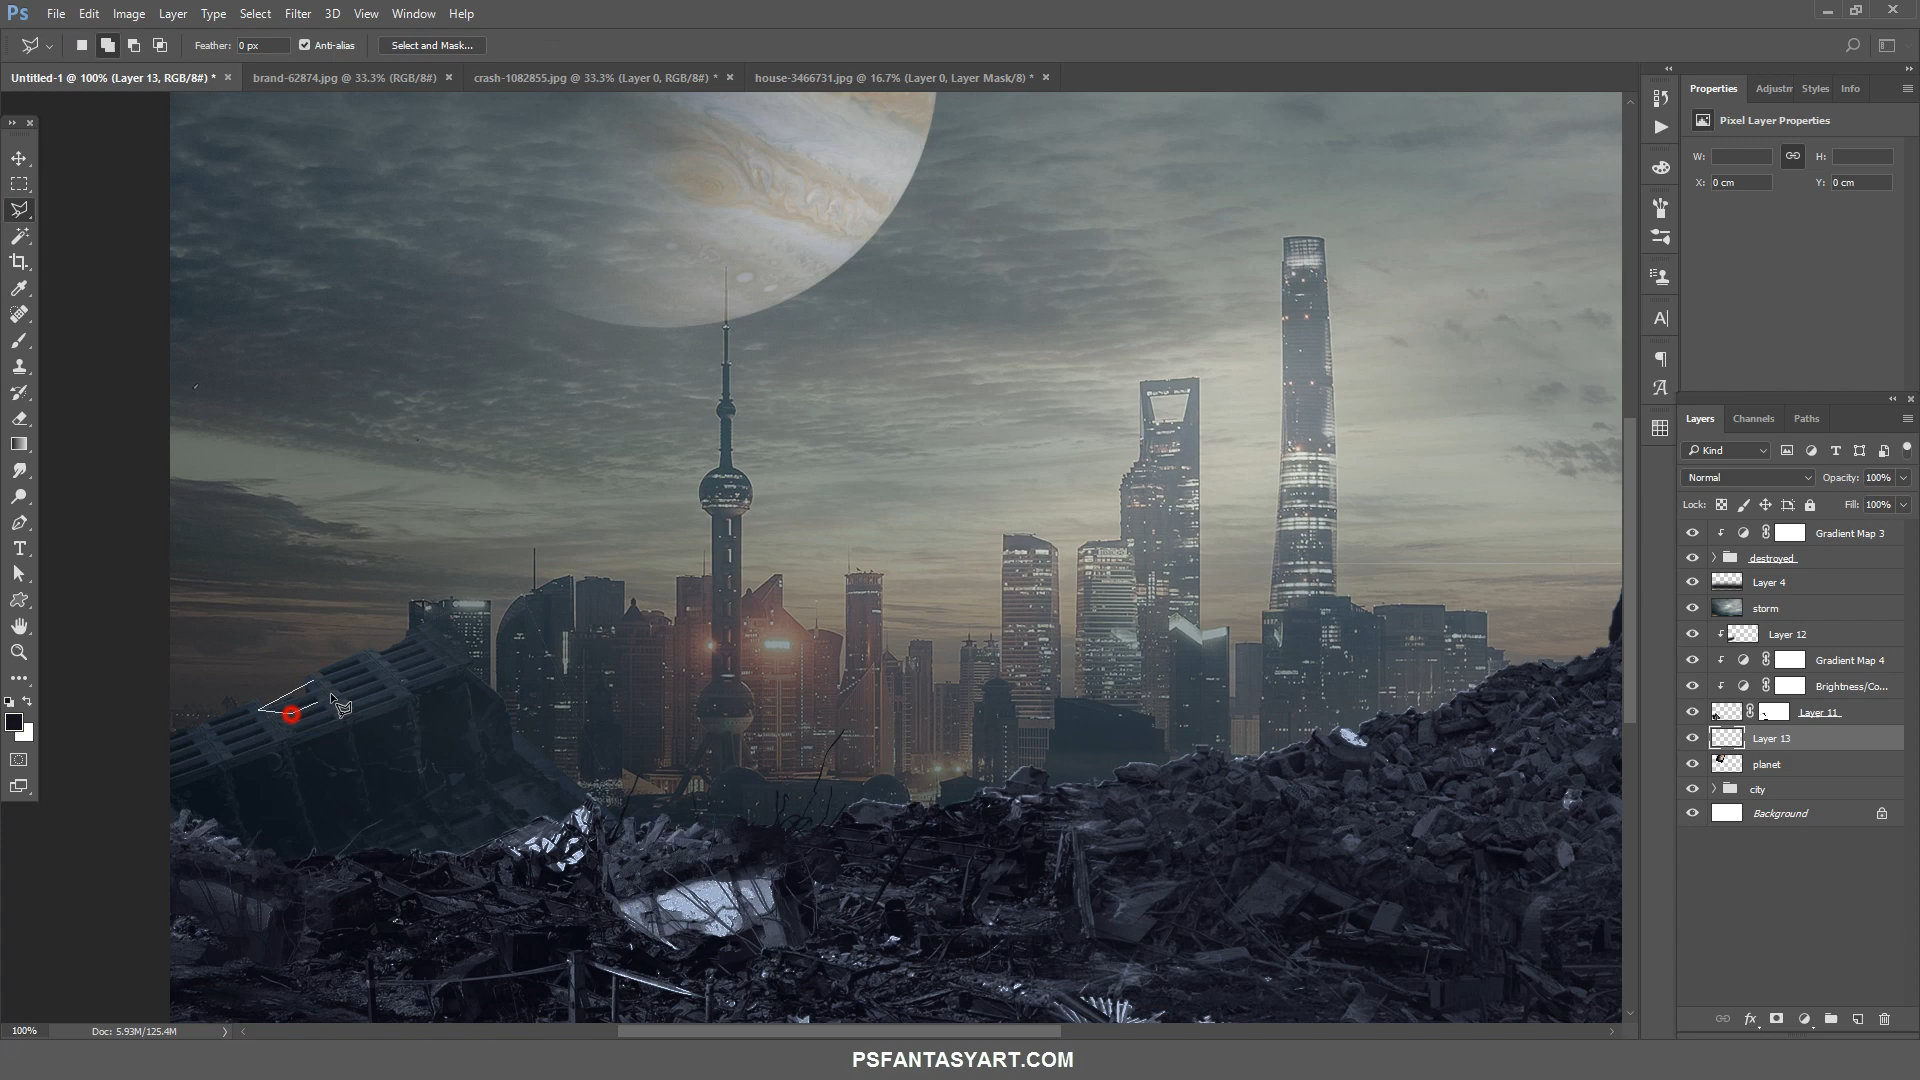 Ps File Edit Image Layer Type Select Filter 3D View Window Help
Feather: 0 px Anti-alias Select and Mask...
Untitled-1 @ 100% (Layer 13, RGB/8#) * brand-62874.jpg @ 33.3% (RGB/8#) crash-1082855.jpg @ 33.3% (Layer 0, RGB/8#) * house-3466731.jpg @ 16.7% (Layer 0, Layer Mask/8) *
Properties Adjustm Styles Info
Pixel Layer Properties
W: H:
X: 0 cm Y: 0 cm
Layers Channels Paths
Kind
Normal Opacity: 100%
Lock: Fill: 100%
Gradient Map 3
destroyed
Layer 4
storm
Layer 12
Gradient Map 4
Brightness/Co...
Layer 11
Layer 13
planet
city
Background
100% Doc: 5.93M/125.4M
PSFANTASYART.COM